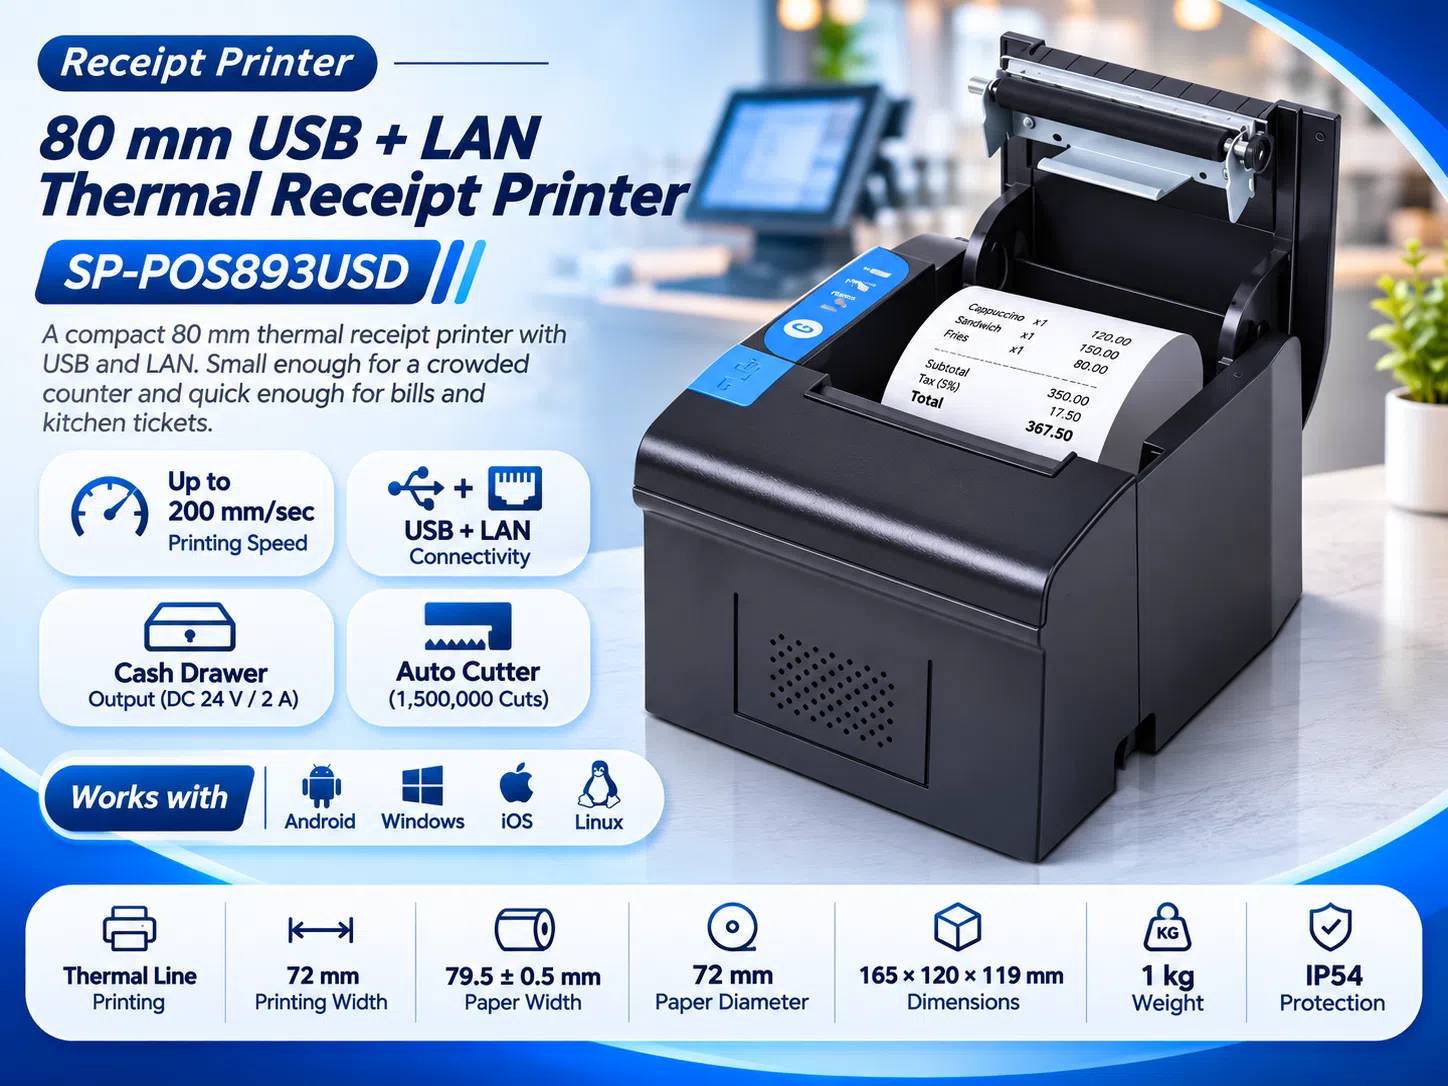 Receipt Printer
80 mm USB + LAN
Thermal Receipt Printer
SP-POS893USD
A compact 80 mm thermal receipt printer with
USB and LAN. Small enough for a crowded
counter and quick enough for bills and
kitchen tickets.
Up to
200 mm/sec
Printing Speed
USB + LAN
Connectivity
Cash Drawer
Output (DC 24 V / 2 A)
Auto Cutter
(1,500,000 Cuts)
Works with
Android
Windows
iOS
Linux
Cappuccino x1 120.00
Sandwich x1 150.00
Fries x1 80.00
Subtotal 350.00
Tax (5%) 17.50
Total 367.50
Thermal Line
Printing
72 mm
Printing Width
79.5 ± 0.5 mm
Paper Width
72 mm
Paper Diameter
165 × 120 × 119 mm
Dimensions
KG
1 kg
Weight
IP54
Protection